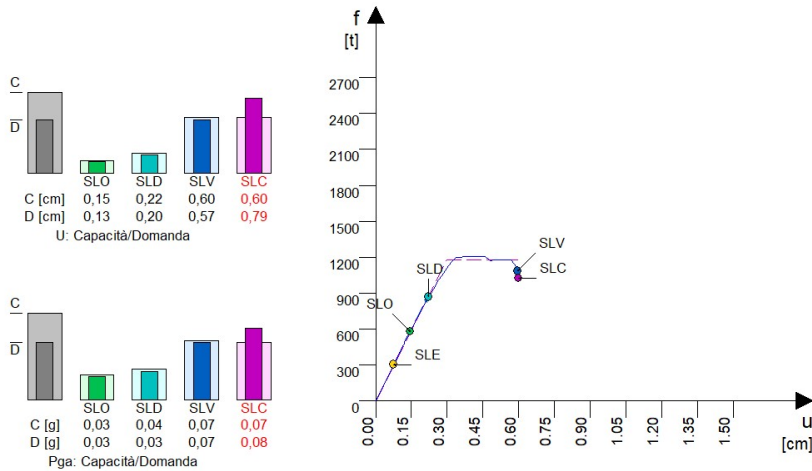 C
D
SLO SLD SLV SLC
C [cm] 0,15 0,22 0,60 0,60
D [cm] 0,13 0,20 0,57 0,79
U: Capacità/Domanda
C
D
SLO SLD SLV SLC
C [g] 0,03 0,04 0,07 0,07
D [g] 0,03 0,03 0,07 0,08
Pga: Capacità/Domanda
f
[t]
2700
2400
2100
1800
1500
1200
900
600
300
0
SLV
SLC
SLD
SLO
SLE
0.00 0.15 0.30 0.45 0.60 0.75 0.90 1.05 1.20 1.35 1.50
u
[cm]